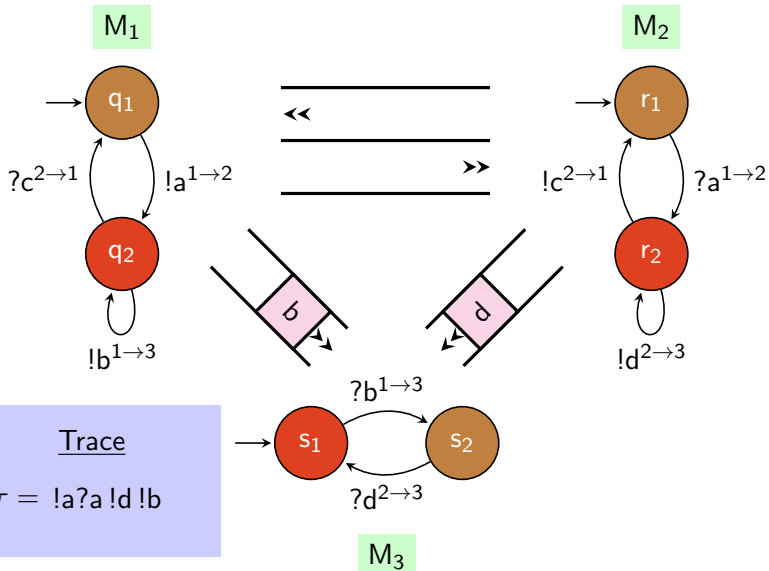 M₁ M₂
q₁ r₁
?c²→¹ !a¹→² !c²→¹ ?a¹→²
q₂ r₂
b d
!b¹→³ !d²→³
?b¹→³
s₁ s₂
Trace
= !a?a !d !b
?d²→³
M₃